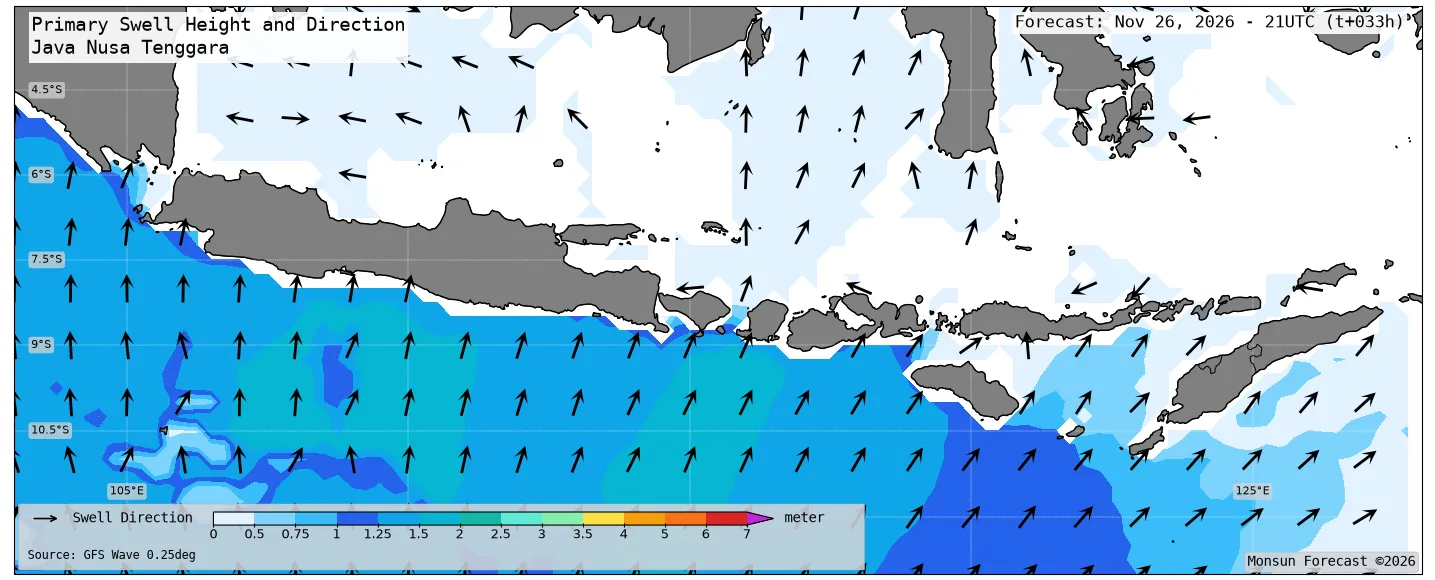 Primary Swell Height and Direction
Java Nusa Tenggara
Forecast: Nov 26, 2026 - 21UTC (t+033h)
4.5°S
6°S
7.5°S
9°S
10.5°S
105°E
125°E
Swell Direction
0 0.5 0.75 1 1.25 1.5 2 2.5 3 3.5 4 5 6 7
meter
Source: GFS Wave 0.25deg
Monsun Forecast ©2026